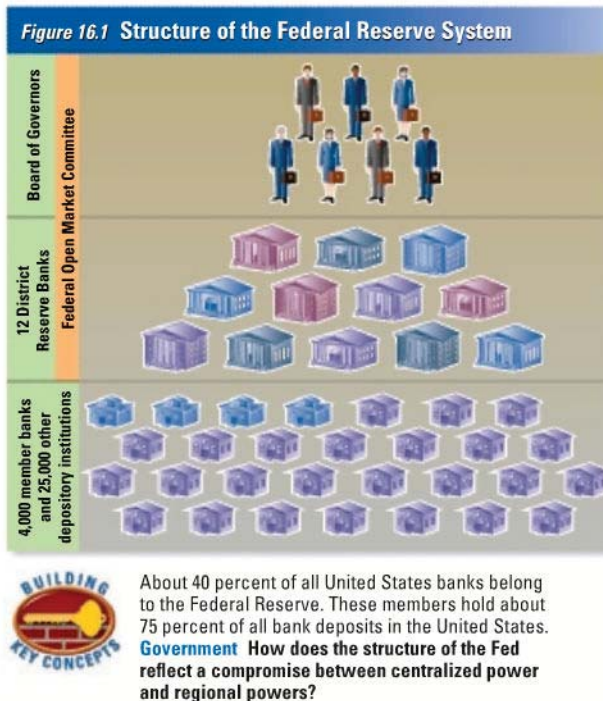 Figure 16.1 Structure of the Federal Reserve System
Board of Governors
Federal Open Market Committee
12 District
Reserve Banks
4,000 member banks
and 25,000 other
depository institutions
BUILDING
KEY CONCEPTS
About 40 percent of all United States banks belong
to the Federal Reserve. These members hold about
75 percent of all bank deposits in the United States.
Government How does the structure of the Fed
reflect a compromise between centralized power
and regional powers?